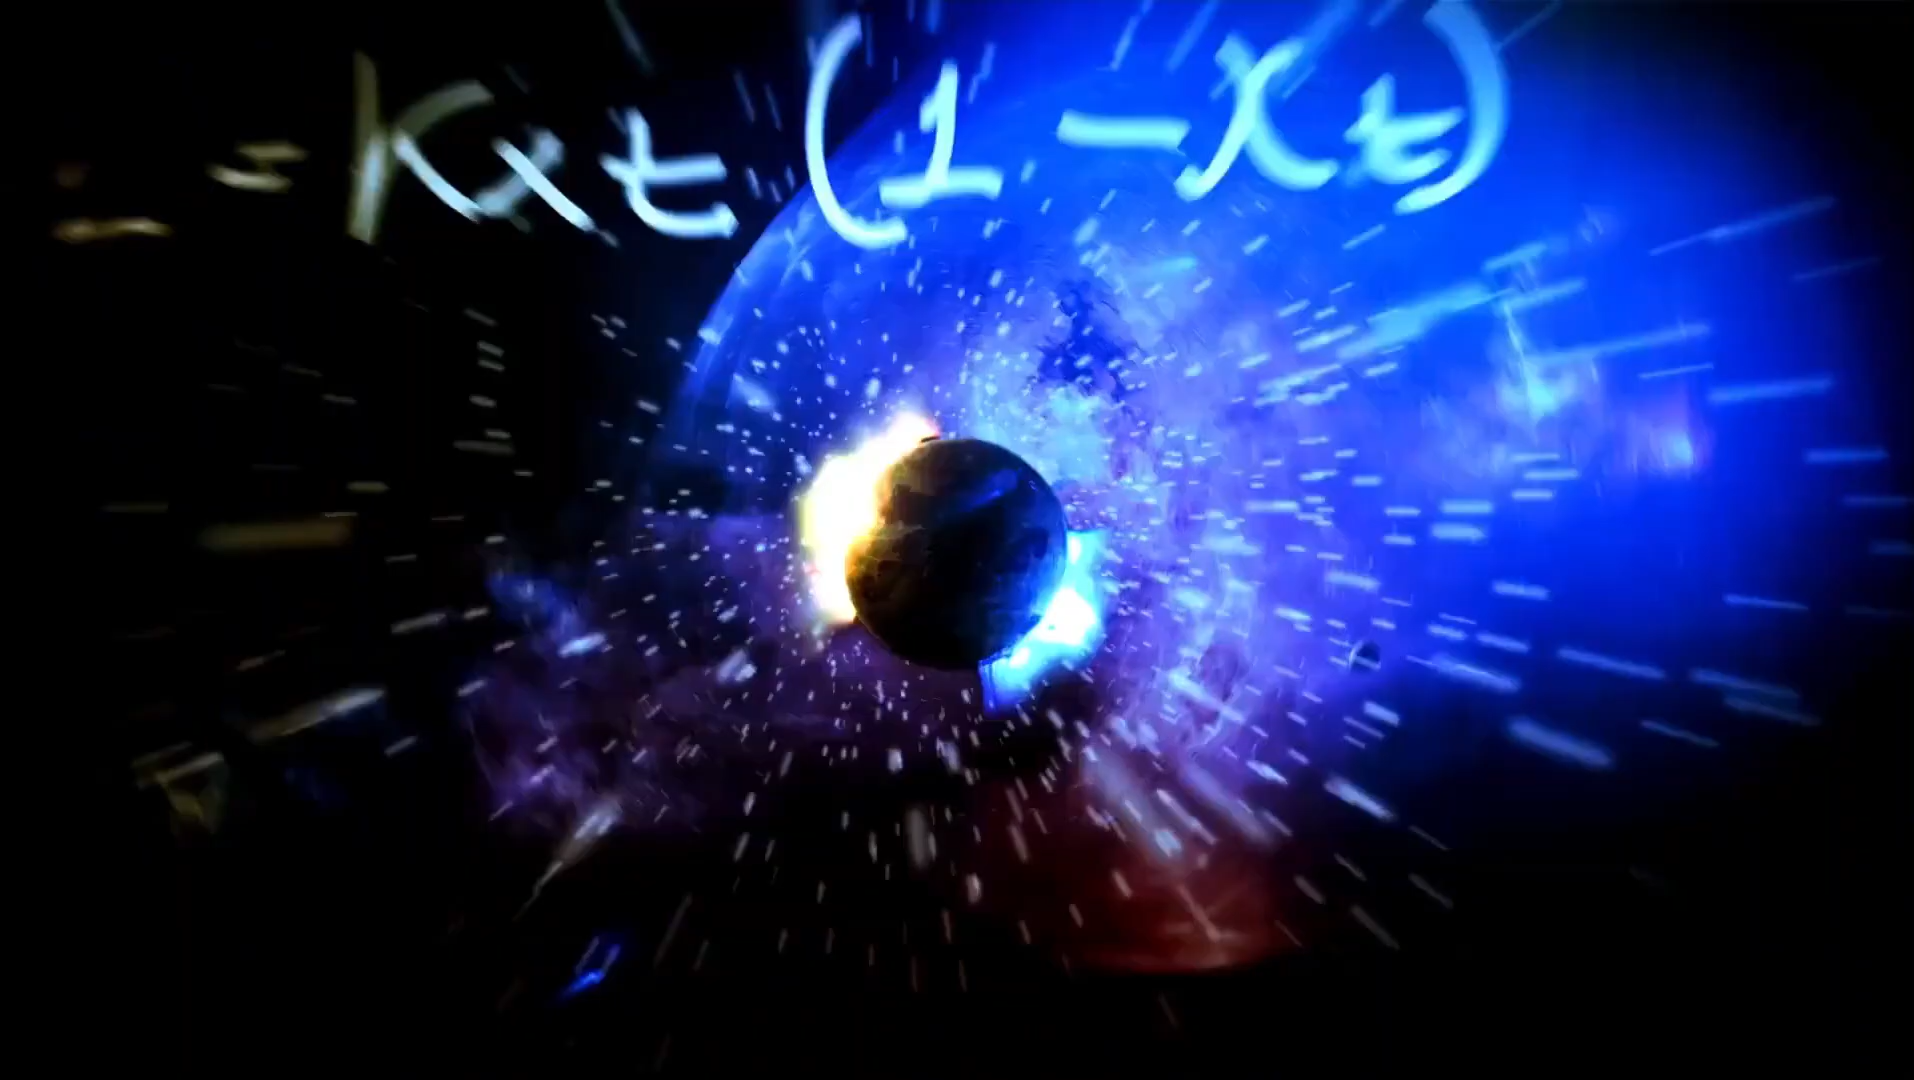 = Kxt(1-xt)